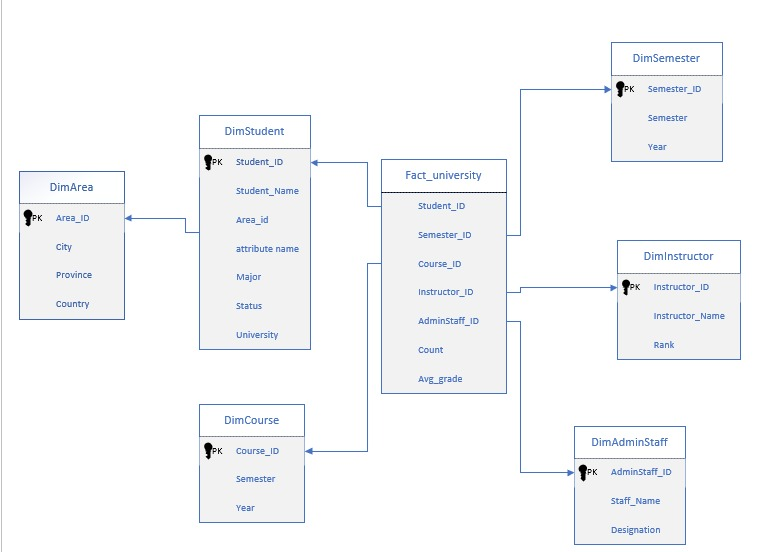 DimSemester
PK Semester_ID
Semester
Year
DimStudent
PK Student_ID
Student_Name
Area_id
attribute name
Major
Status
University
Fact_university
Student_ID
Semester_ID
Course_ID
Instructor_ID
AdminStaff_ID
Count
Avg_grade
DimArea
PK Area_ID
City
Province
Country
DimInstructor
PK Instructor_ID
Instructor_Name
Rank
DimCourse
PK Course_ID
Semester
Year
DimAdminStaff
PK AdminStaff_ID
Staff_Name
Designation